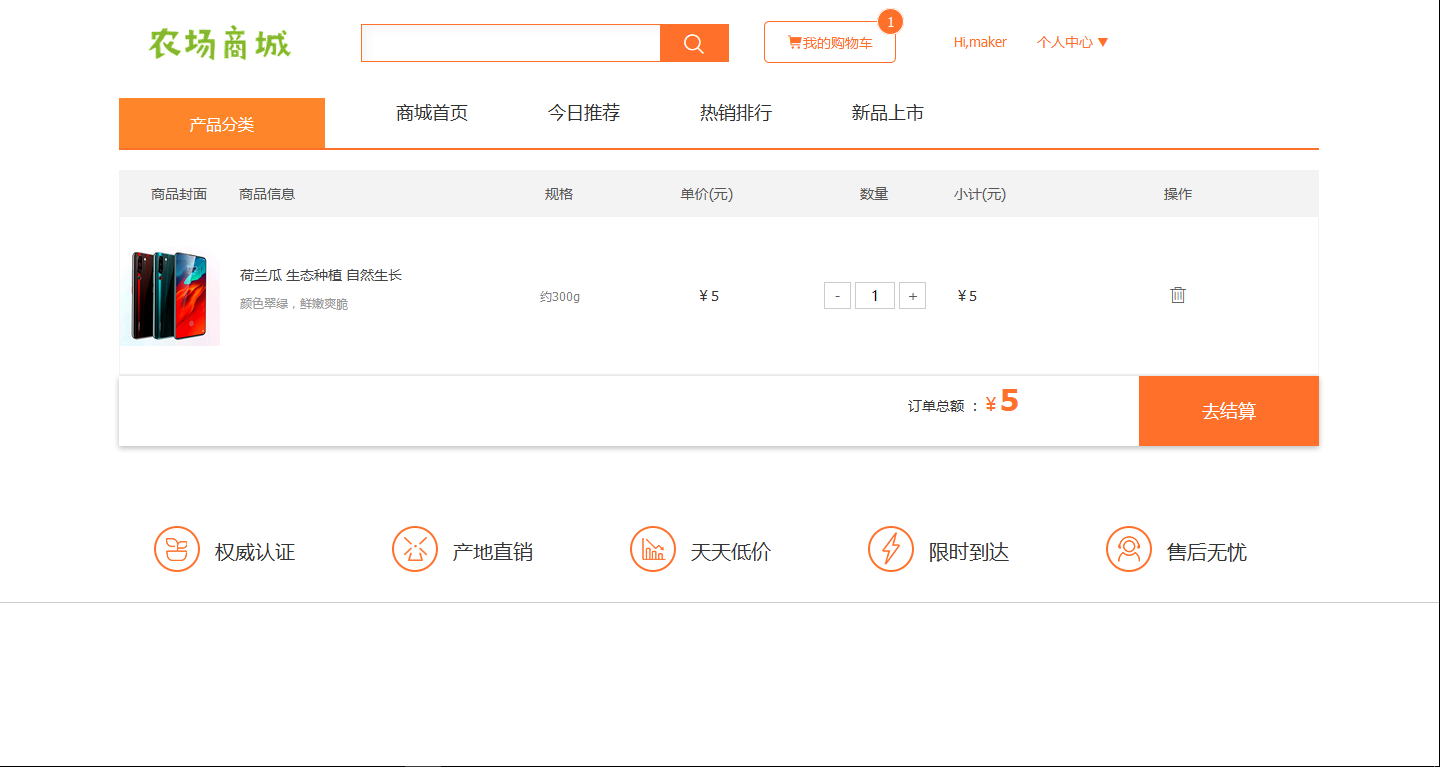 农场商城
我的购物车 1
Hi,maker 个人中心 ▼
产品分类 商城首页 今日推荐 热销排行 新品上市
商品封面 商品信息 规格 单价(元) 数量 小计(元) 操作
荷兰瓜 生态种植 自然生长
颜色翠绿，鲜嫩爽脆
约300g ￥5 - 1 + ￥5
订单总额 ：￥5 去结算
权威认证 产地直销 天天低价 限时到达 售后无忧